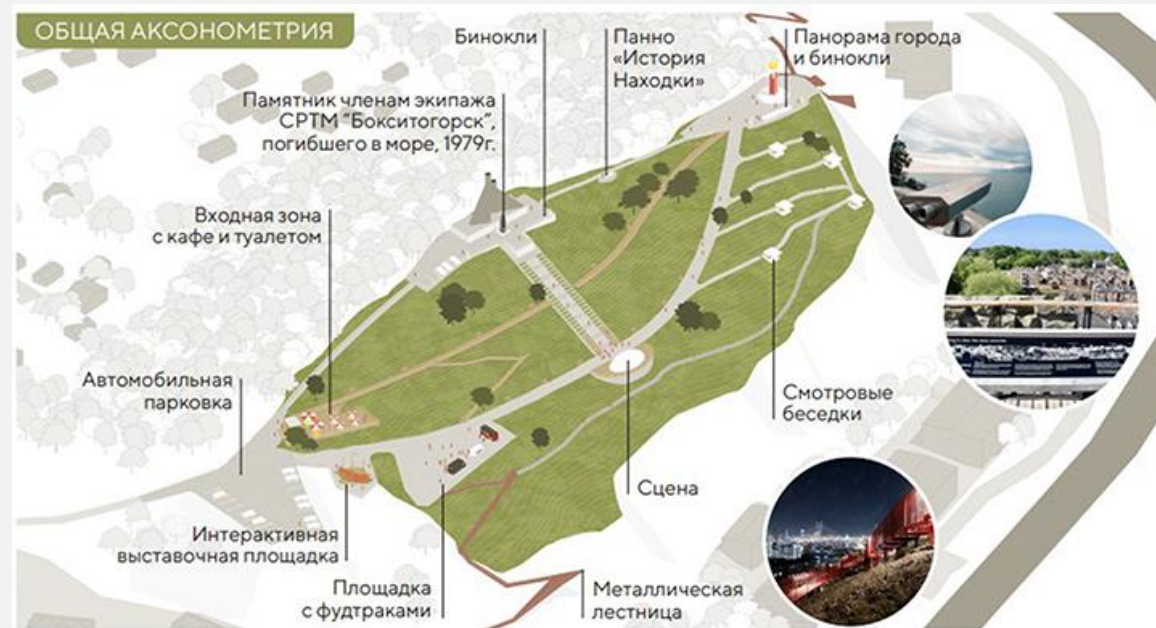 ОБЩАЯ АКСОНОМЕТРИЯ
Бинокли
Панно
«История
Находки»
Панорама города
и бинокли
Памятник членам экипажа
СРТМ "Бокситогорск",
погибшего в море, 1979г.
Входная зона
с кафе и туалетом
Автомобильная
парковка
Смотровые
беседки
Сцена
Интерактивная
выставочная площадка
Площадка
с фудтраками
Металлическая
лестница